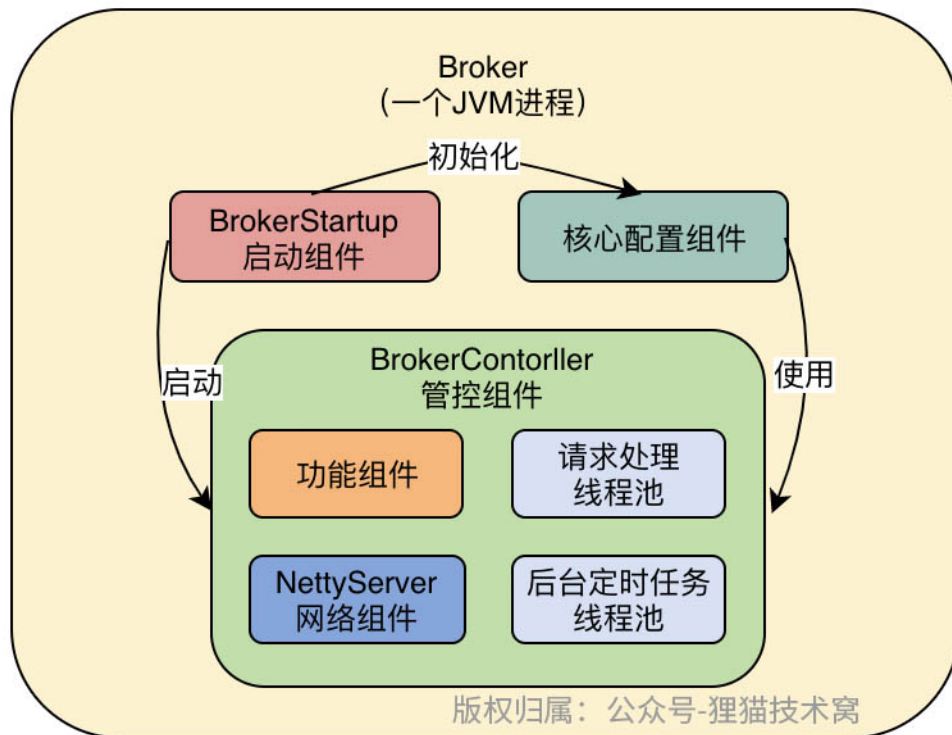 Broker
（一个JVM进程）
初始化
BrokerStartup
启动组件
核心配置组件
启动
使用
BrokerContorller
管控组件
功能组件
请求处理
线程池
NettyServer
网络组件
后台定时任务
线程池
版权归属：公众号-狸猫技术窝